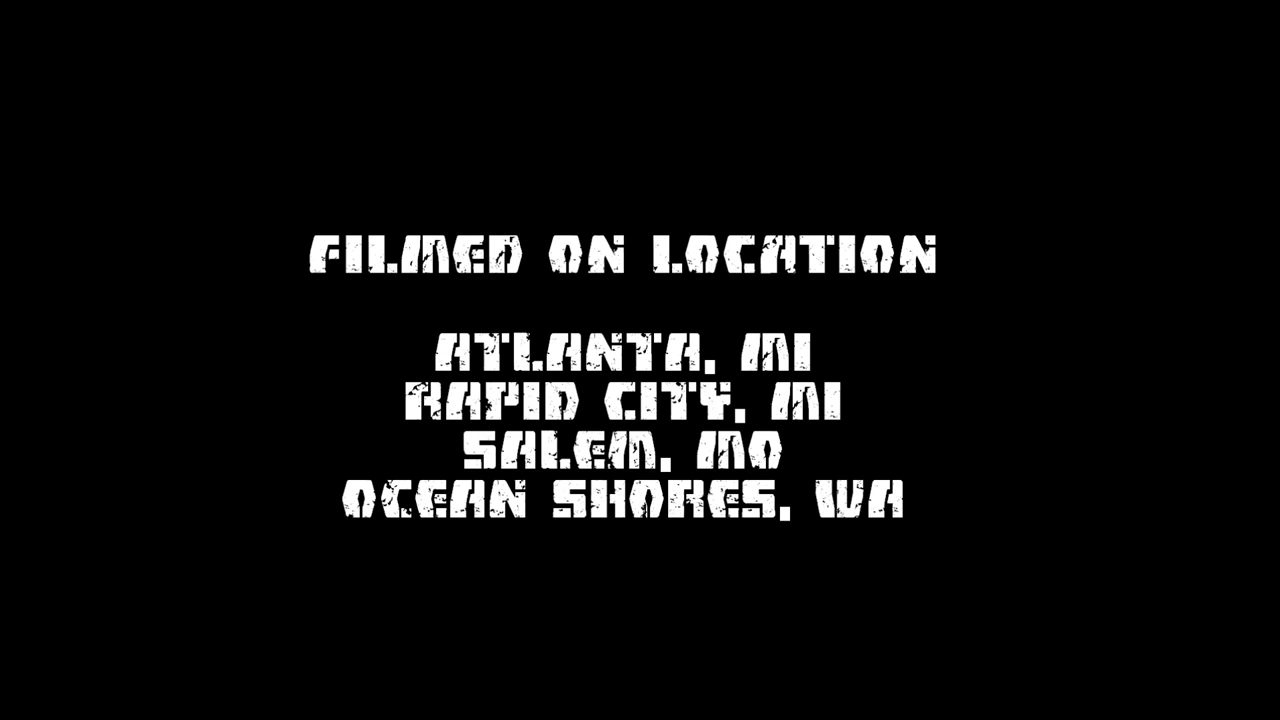 FILMED ON LOCATION
ATLANTA, MI
RAPID CITY, MI
SALEM, MO
OCEAN SHORES, WA